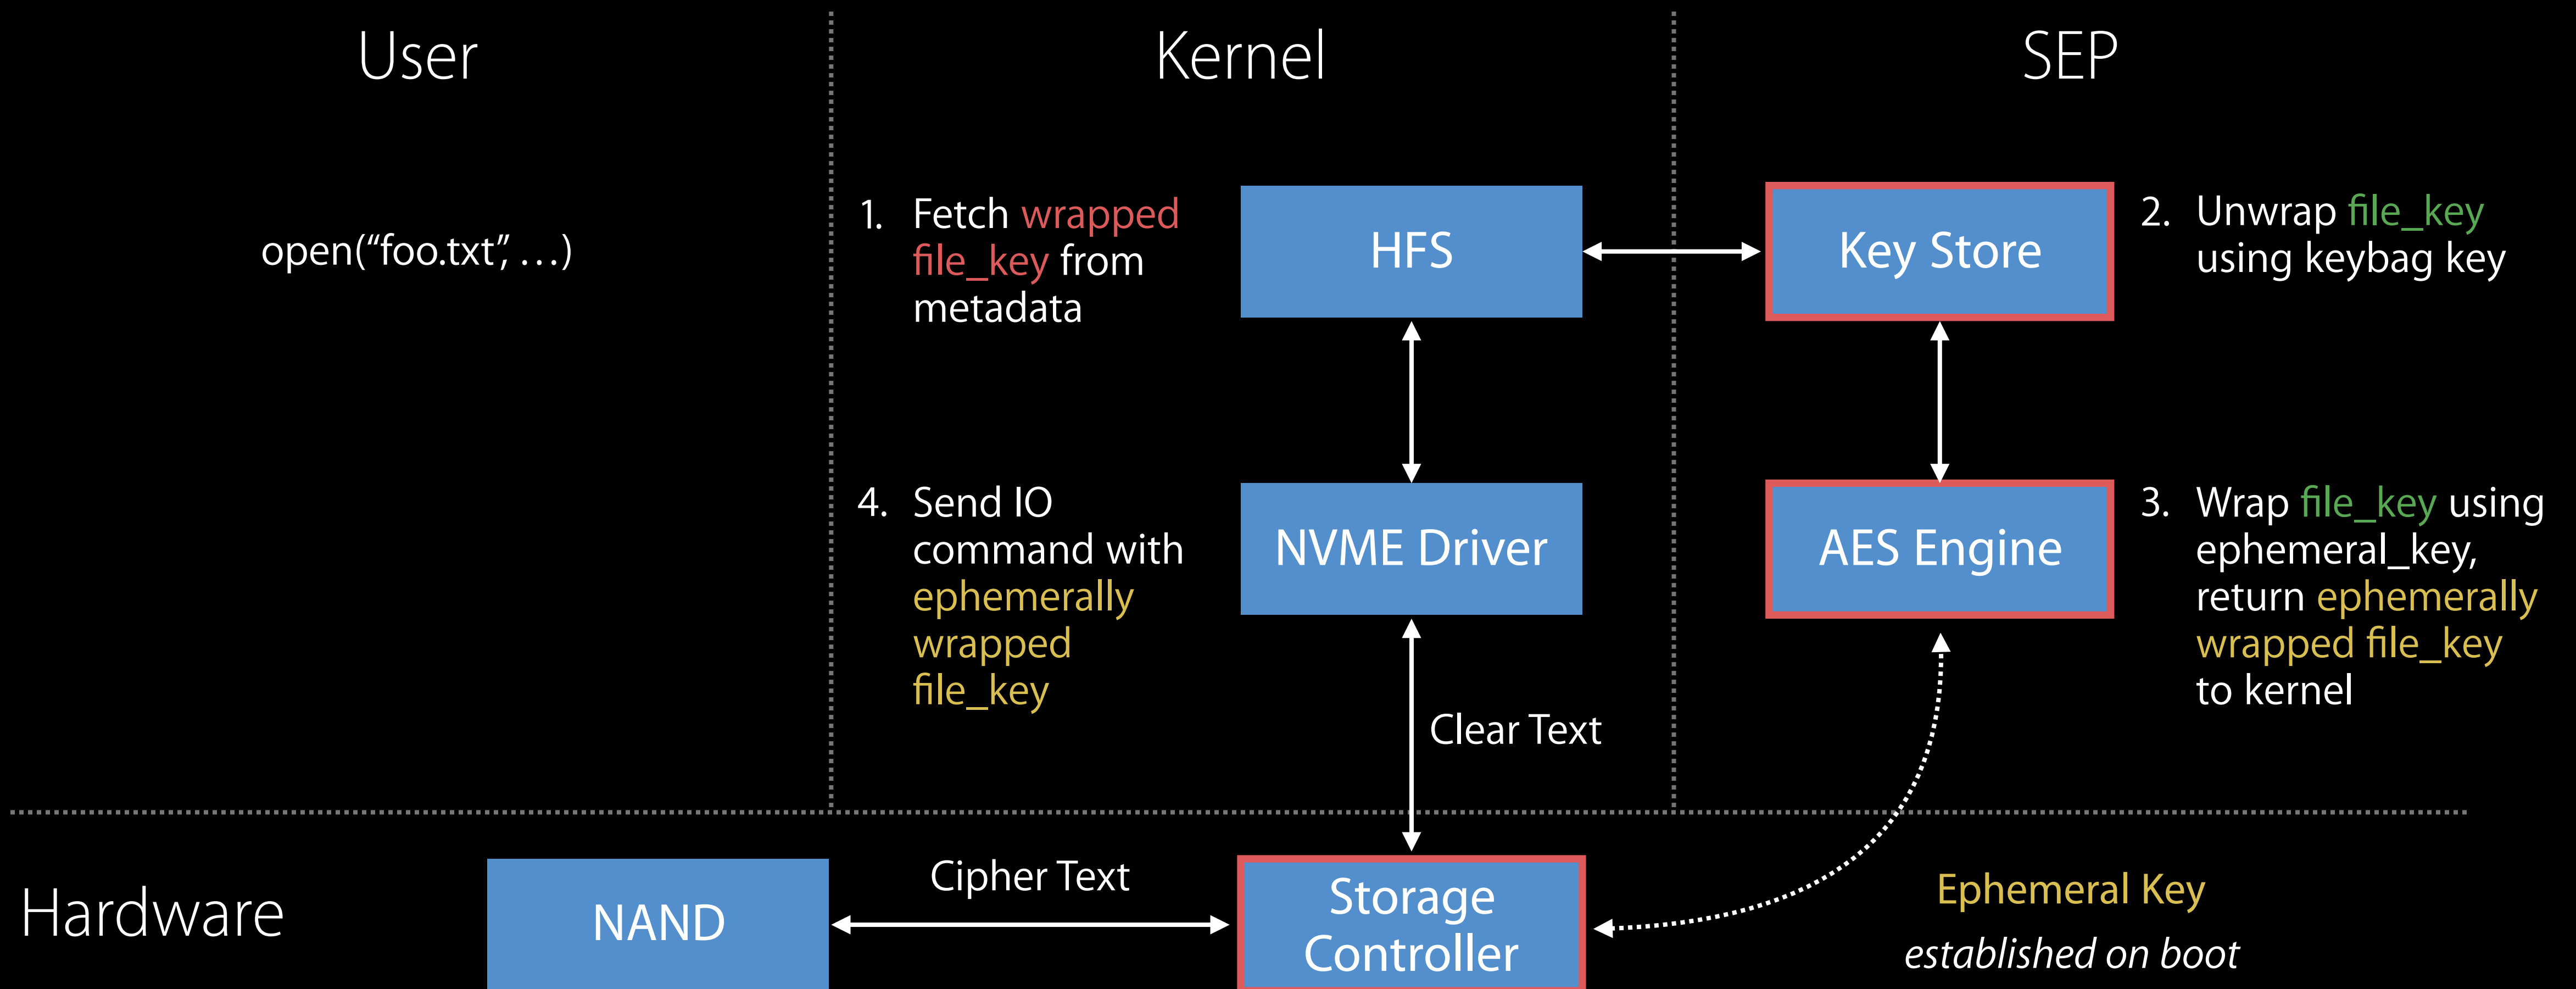 User
Kernel
SEP
open(“foo.txt”, …)
1. Fetch wrapped
file_key from
metadata
HFS
Key Store
2. Unwrap file_key
using keybag key
4. Send IO
command with
ephemerally
wrapped
file_key
NVME Driver
AES Engine
3. Wrap file_key using
ephemeral_key,
return ephemerally
wrapped file_key
to kernel
Clear Text
Hardware
NAND
Cipher Text
Storage
Controller
Ephemeral Key
established on boot